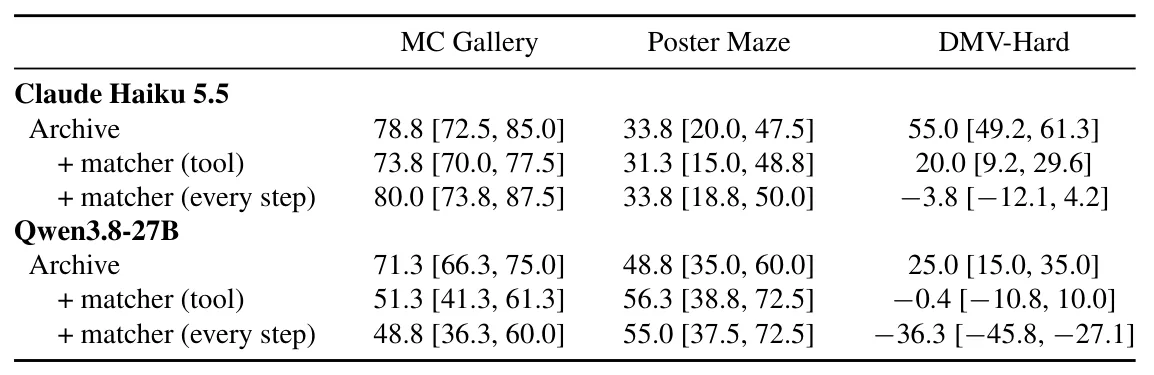 MC Gallery Poster Maze DMV-Hard
Claude Haiku 5.5
Archive 78.8 [72.5, 85.0] 33.8 [20.0, 47.5] 55.0 [49.2, 61.3]
+ matcher (tool) 73.8 [70.0, 77.5] 31.3 [15.0, 48.8] 20.0 [9.2, 29.6]
+ matcher (every step) 80.0 [73.8, 87.5] 33.8 [18.8, 50.0] −3.8 [−12.1, 4.2]
Qwen3.8-27B
Archive 71.3 [66.3, 75.0] 48.8 [35.0, 60.0] 25.0 [15.0, 35.0]
+ matcher (tool) 51.3 [41.3, 61.3] 56.3 [38.8, 72.5] −0.4 [−10.8, 10.0]
+ matcher (every step) 48.8 [36.3, 60.0] 55.0 [37.5, 72.5] −36.3 [−45.8, −27.1]